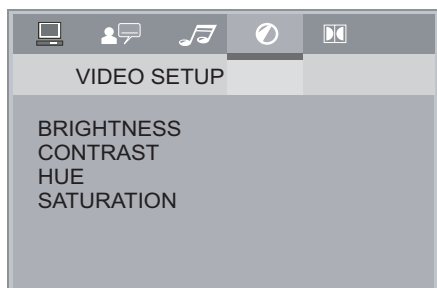 VIDEO SETUP
BRIGHTNESS
CONTRAST
HUE
SATURATION